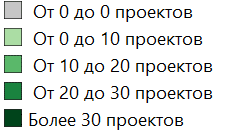 От 0 до 0 проектов
От 0 до 10 проектов
От 10 до 20 проектов
От 20 до 30 проектов
Более 30 проектов